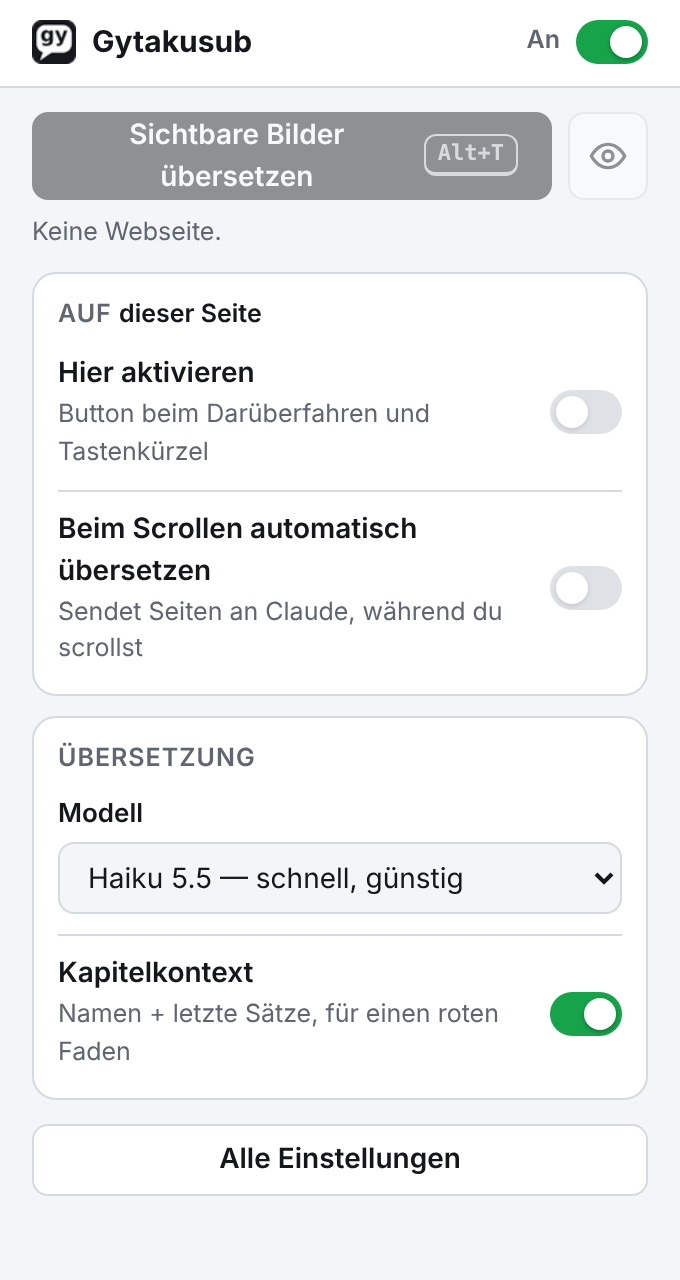 gy
Gytakusub
An
Sichtbare Bilder
übersetzen
Alt+T
Keine Webseite.
AUF dieser Seite
Hier aktivieren
Button beim Darüberfahren und
Tastenkürzel
Beim Scrollen automatisch
übersetzen
Sendet Seiten an Claude, während du
scrollst
ÜBERSETZUNG
Modell
Haiku 5.5 — schnell, günstig
Kapitelkontext
Namen + letzte Sätze, für einen roten
Faden
Alle Einstellungen